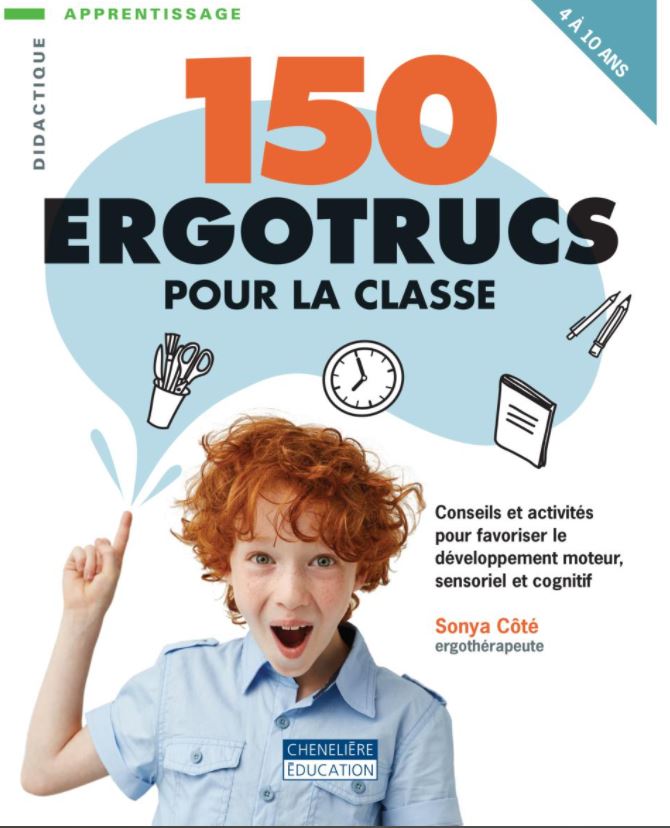 APPRENTISSAGE
DIDACTIQUE
4 À 10 ANS
150
ERGOTRUCS
POUR LA CLASSE
Conseils et activités
pour favoriser le
développement moteur,
sensoriel et cognitif
Sonya Côté
ergothérapeute
CHENELIÈRE
ÉDUCATION